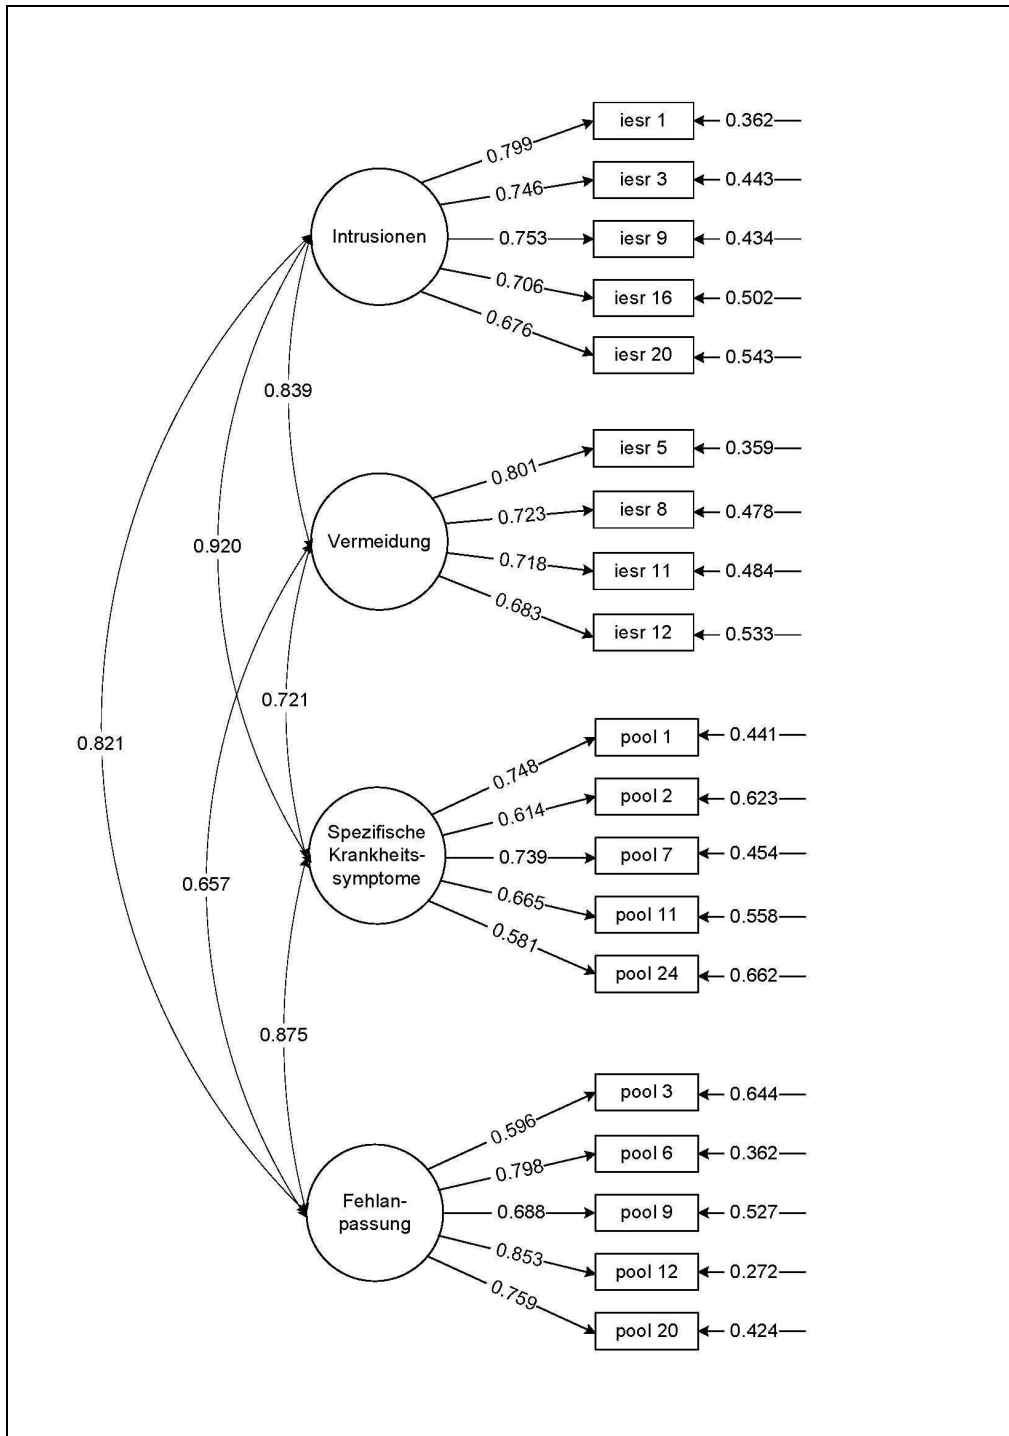 iesr 1
0.362
0.799
iesr 3
0.443
0.746
Intrusionen
0.753
iesr 9
0.434
0.706
iesr 16
0.502
0.676
iesr 20
0.543
0.839
iesr 5
0.359
0.801
iesr 8
0.478
0.723
Vermeidung
0.920
0.718
iesr 11
0.484
0.683
iesr 12
0.533
0.721
0.821
pool 1
0.441
0.748
pool 2
0.623
0.614
Spezifische
Krankheits-
symptome
0.739
pool 7
0.454
0.657
0.665
pool 11
0.558
0.581
pool 24
0.662
0.875
pool 3
0.644
0.596
pool 6
0.362
0.798
Fehlan-
passung
0.688
pool 9
0.527
0.853
pool 12
0.272
0.759
pool 20
0.424